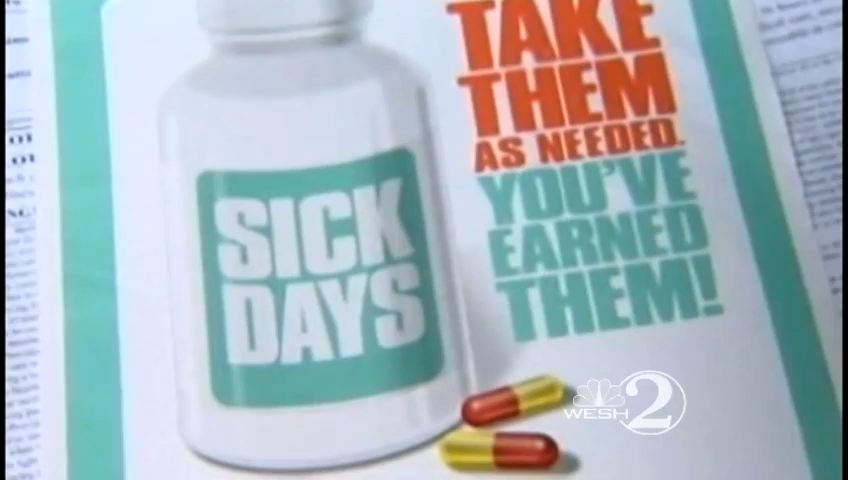 TAKE
THEM
AS NEEDED.
YOU'VE
EARNED
THEM!
SICK
DAYS
WESH 2